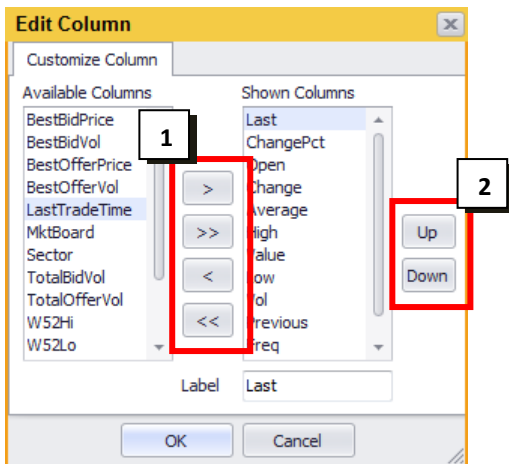 Edit Column
Customize Column
Available Columns
BestBidPrice
BestBidVol
BestOfferPrice
BestOfferVol
LastTradeTime
MktBoard
Sector
TotalBidVol
TotalOfferVol
W52Hi
W52Lo
1
>
>>
<
<<
Shown Columns
Last
ChangePct
Open
Change
Average
High
Value
Low
Vol
Previous
Freq
2
Up
Down
Label Last
OK Cancel